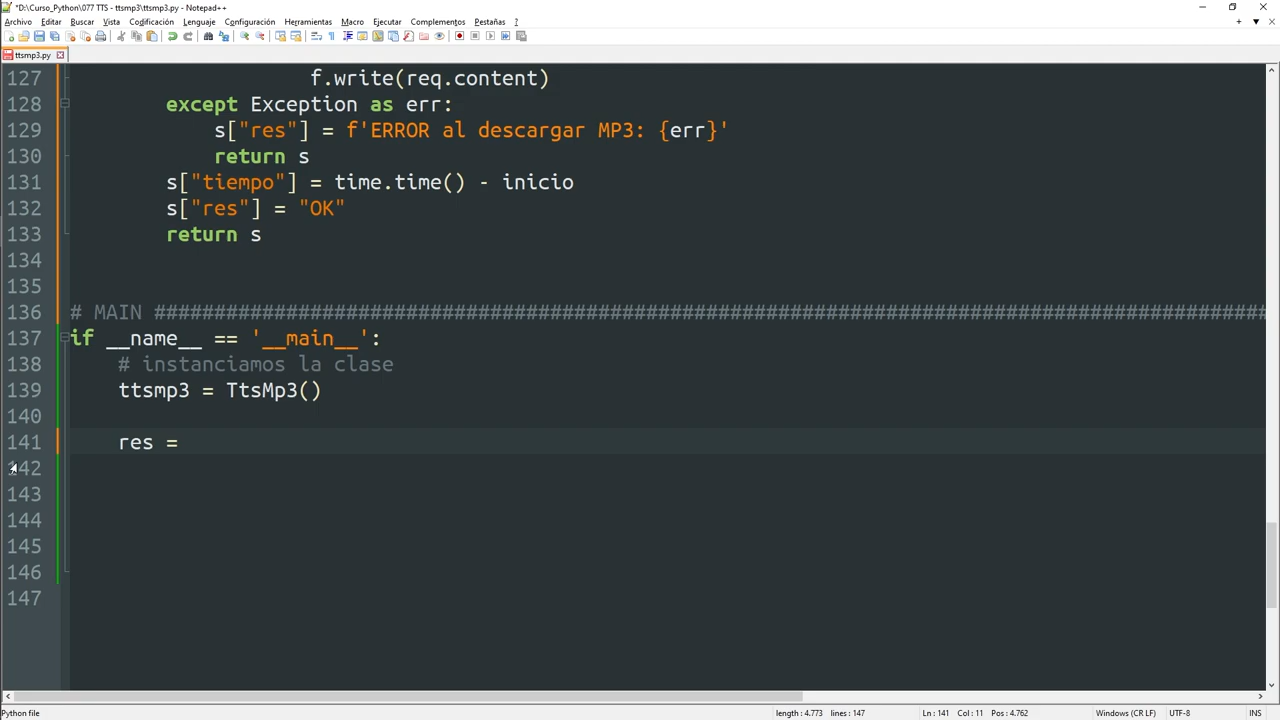 *D:\Curso_Python\077 TTS - ttsmp3\ttsmp3.py - Notepad++
Archivo Editar Buscar Vista Codificación Lenguaje Configuración Herramientas Macro Ejecutar Complementos Pestañas ?
ttsmp3.py
127 f.write(req.content)
128 except Exception as err:
129 s["res"] = f'ERROR al descargar MP3: {err}'
130 return s
131 s["tiempo"] = time.time() - inicio
132 s["res"] = "OK"
133 return s
134
135
136 # MAIN ############################################################################################
137 if __name__ == '__main__':
138 # instanciamos la clase
139 ttsmp3 = TtsMp3()
140
141 res =
142
143
144
145
146
147
Python file length : 4.773 lines : 147 Ln : 141 Col : 11 Pos : 4.762 Windows (CR LF) UTF-8 INS